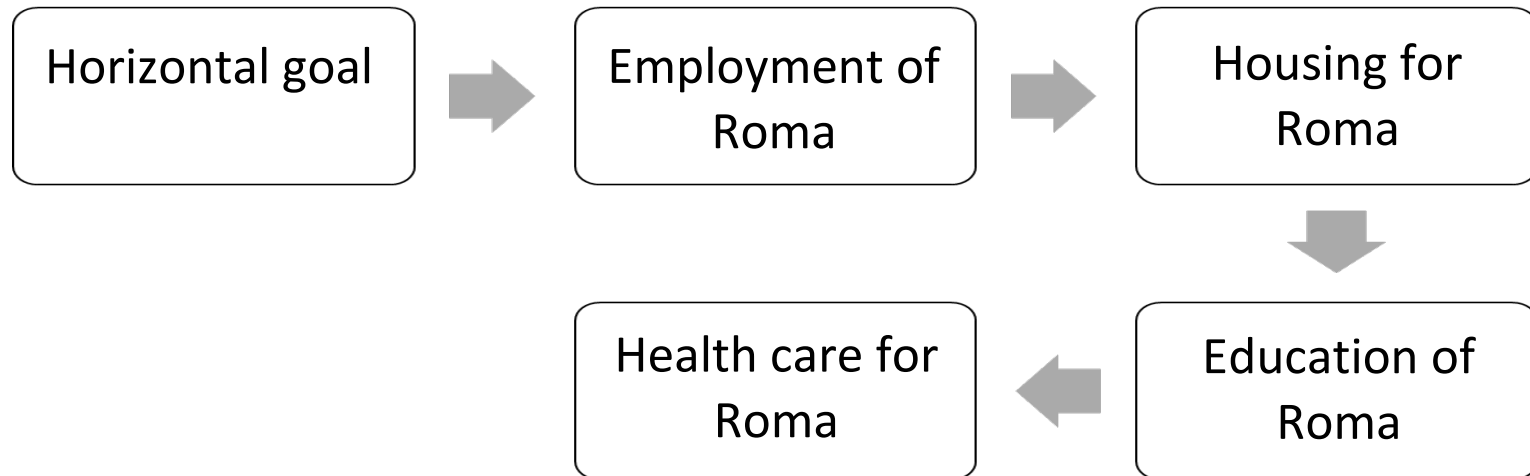 Horizontal goal
Employment of
Roma
Housing for
Roma
Education of
Roma
Health care for
Roma